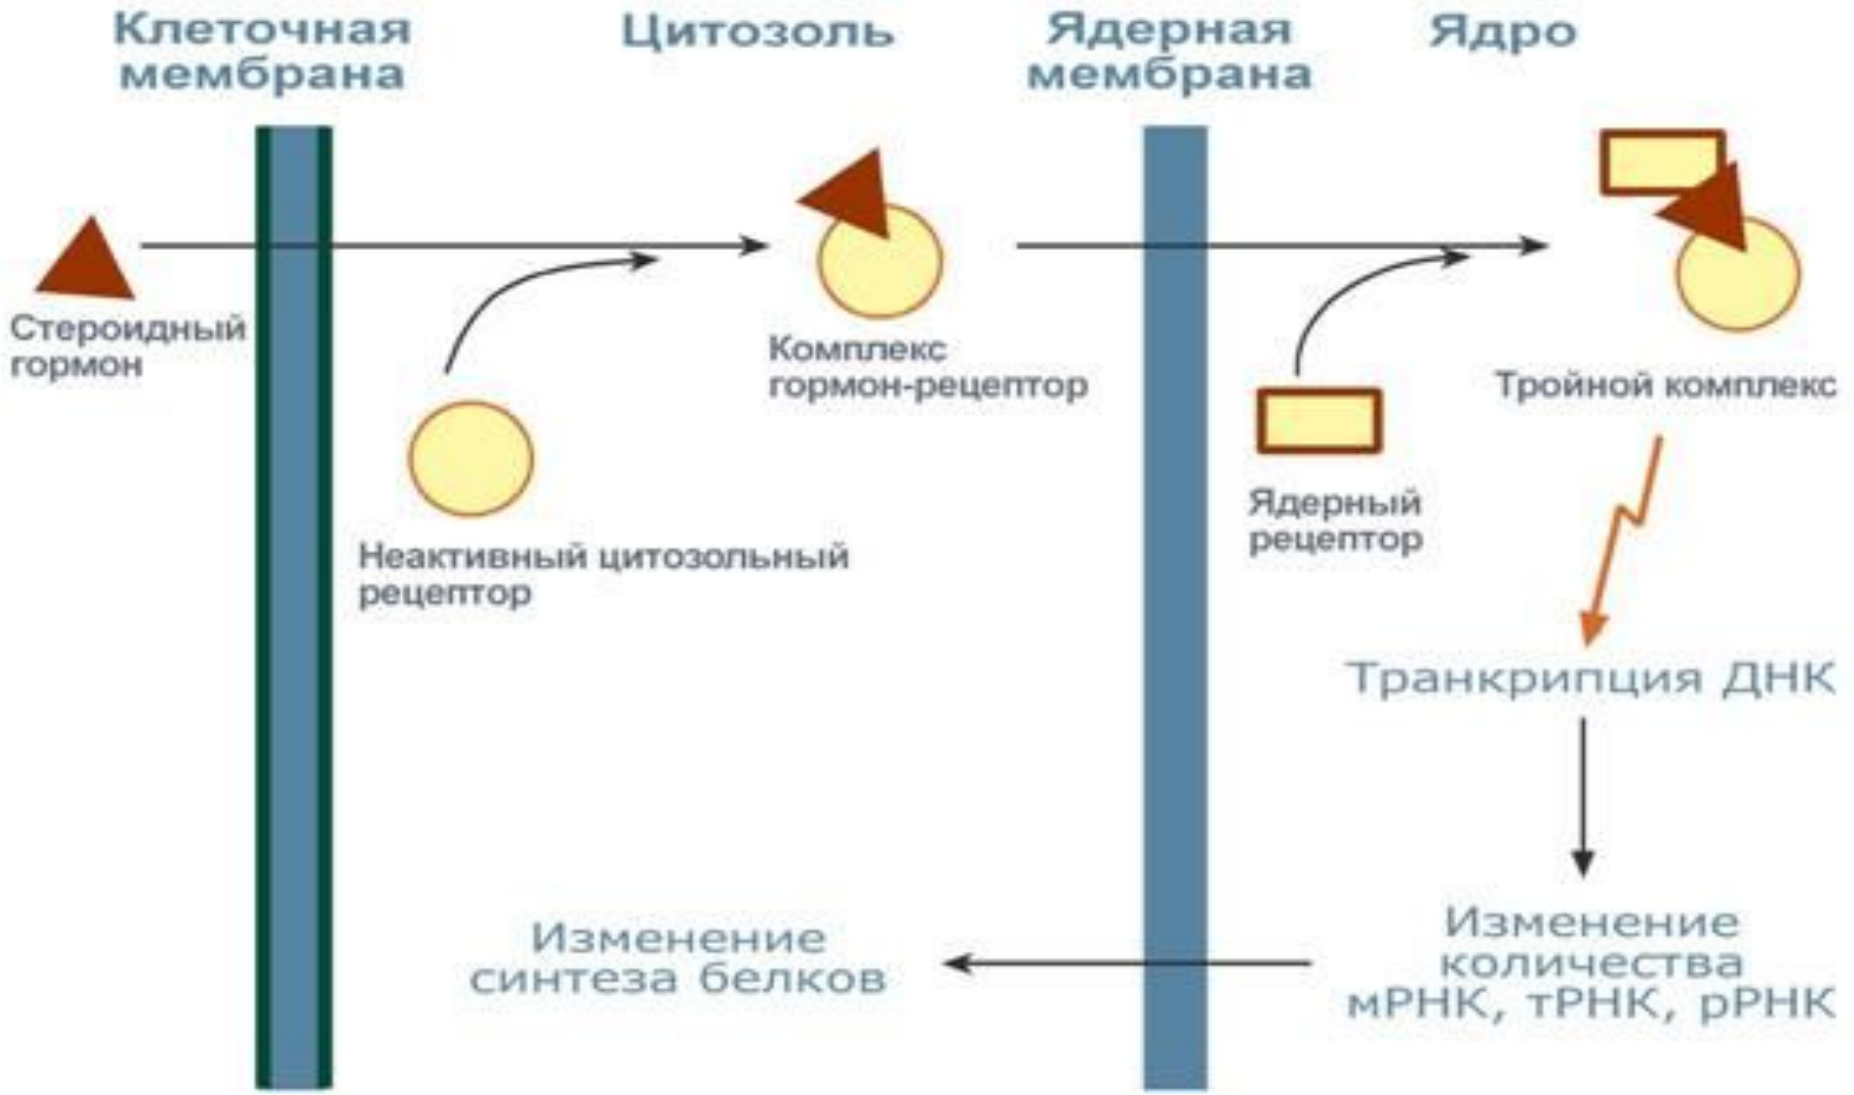 Клеточная
мембрана
Цитозоль
Ядерная
мембрана
Ядро
Стероидный
гормон
Комплекс
гормон-рецептор
Тройной комплекс
Неактивный цитозольный
рецептор
Ядерный
рецептор
Транкрипция ДНК
Изменение
количества
мРНК, тРНК, рРНК
Изменение
синтеза белков